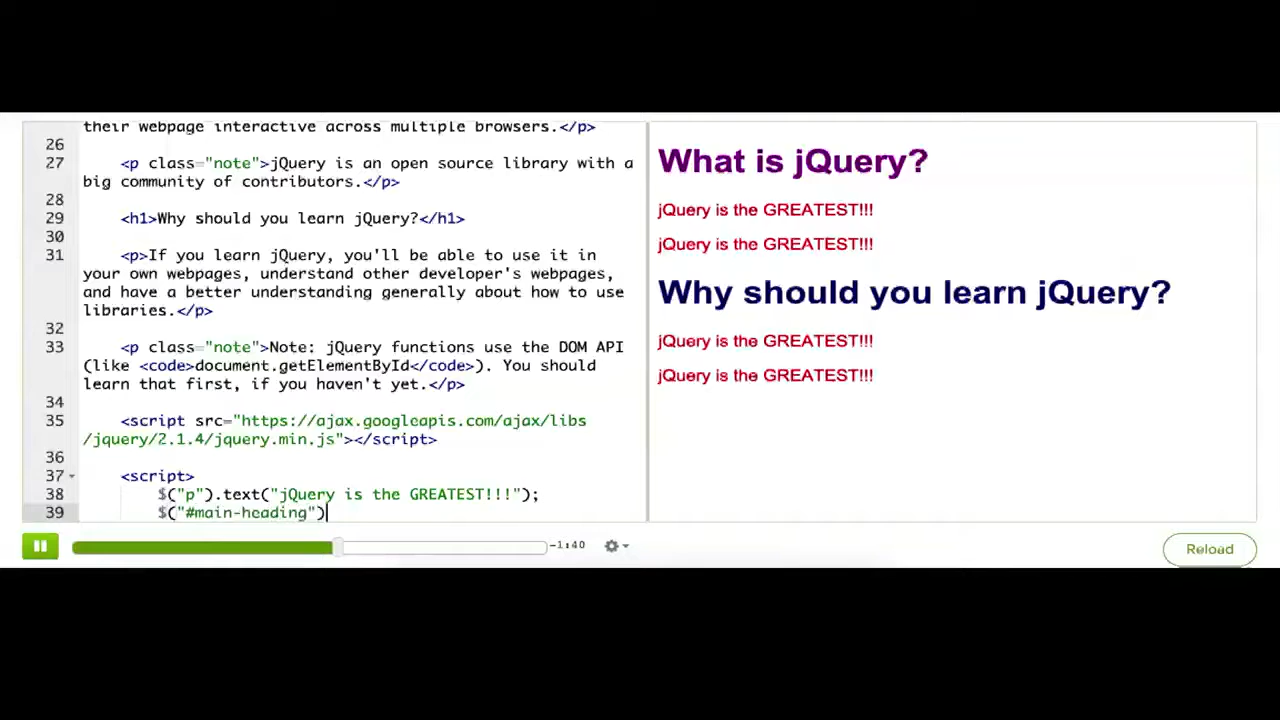 their webpage interactive across multiple browsers.</p>
26
27 <p class="note">jQuery is an open source library with a
big community of contributors.</p>
28
29 <h1>Why should you learn jQuery?</h1>
30
31 <p>If you learn jQuery, you'll be able to use it in
your own webpages, understand other developer's webpages,
and have a better understanding generally about how to use
libraries.</p>
32
33 <p class="note">Note: jQuery functions use the DOM API
(like <code>document.getElementById</code>). You should
learn that first, if you haven't yet.</p>
34
35 <script src="https://ajax.googleapis.com/ajax/libs
/jquery/2.1.4/jquery.min.js"></script>
36
37 <script>
38 $("p").text("jQuery is the GREATEST!!!");
39 $("#main-heading")
What is jQuery?
jQuery is the GREATEST!!!
jQuery is the GREATEST!!!
Why should you learn jQuery?
jQuery is the GREATEST!!!
jQuery is the GREATEST!!!
-1:40
Reload